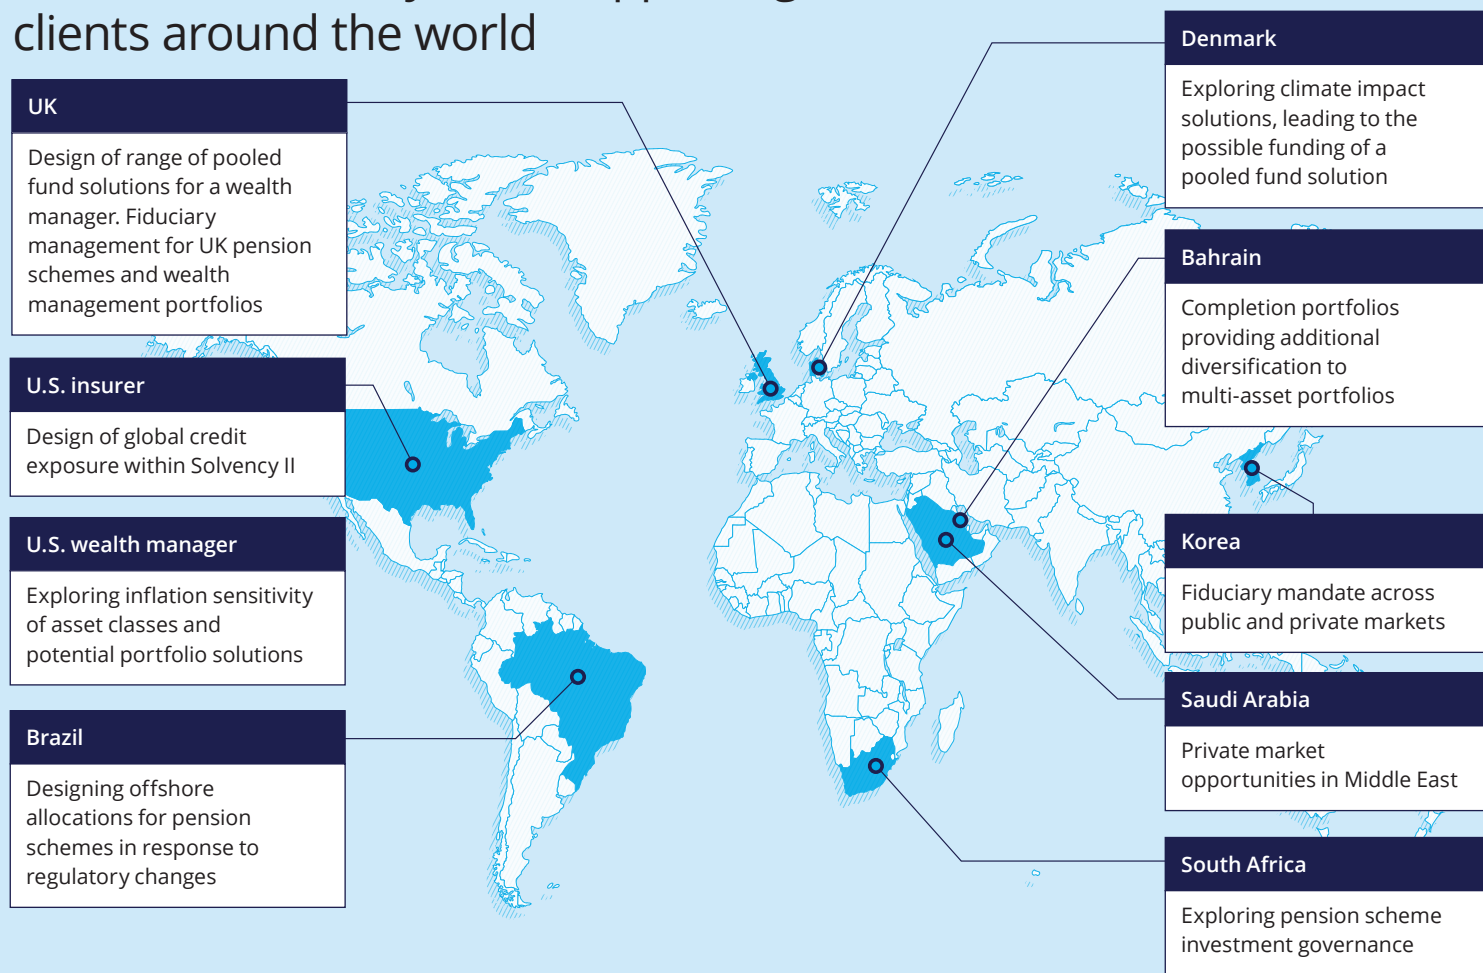 clients around the world
UK
Design of range of pooled
fund solutions for a wealth
manager. Fiduciary
management for UK pension
schemes and wealth
management portfolios
U.S. insurer
Design of global credit
exposure within Solvency II
U.S. wealth manager
Exploring inflation sensitivity
of asset classes and
potential portfolio solutions
Brazil
Designing offshore
allocations for pension
schemes in response to
regulatory changes
Denmark
Exploring climate impact
solutions, leading to the
possible funding of a
pooled fund solution
Bahrain
Completion portfolios
providing additional
diversification to
multi-asset portfolios
Korea
Fiduciary mandate across
public and private markets
Saudi Arabia
Private market
opportunities in Middle East
South Africa
Exploring pension scheme
investment governance